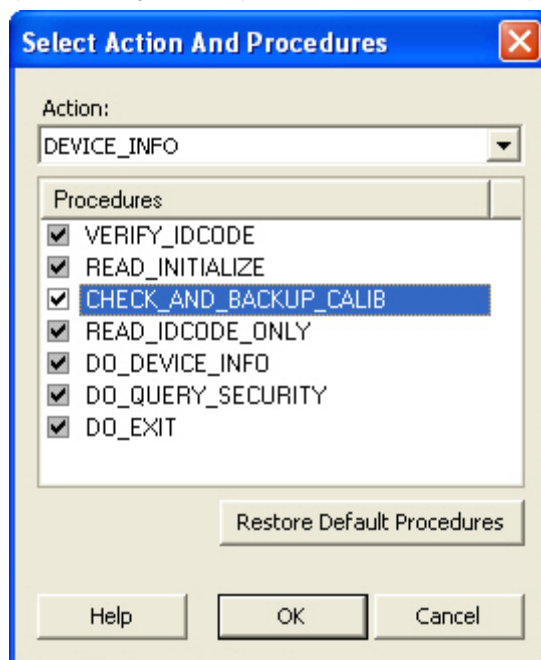 Select Action And Procedures
Action:
DEVICE_INFO
Procedures
VERIFY_IDCODE
READ_INITIALIZE
CHECK_AND_BACKUP_CALIB
READ_IDCODE_ONLY
DO_DEVICE_INFO
DO_QUERY_SECURITY
DO_EXIT
Restore Default Procedures
Help OK Cancel